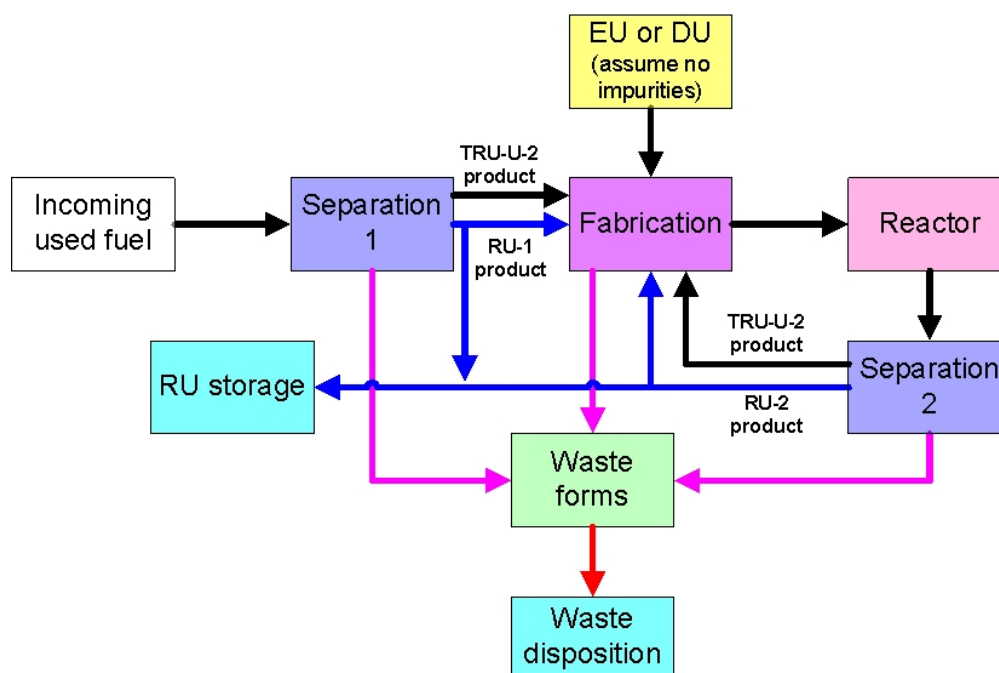 EU or DU
(assume no
impurities)
TRU-U-2
product
Incoming
used fuel
Separation
1
Fabrication
Reactor
RU-1
product
TRU-U-2
product
RU storage
Separation
2
RU-2
product
Waste
forms
Waste
disposition